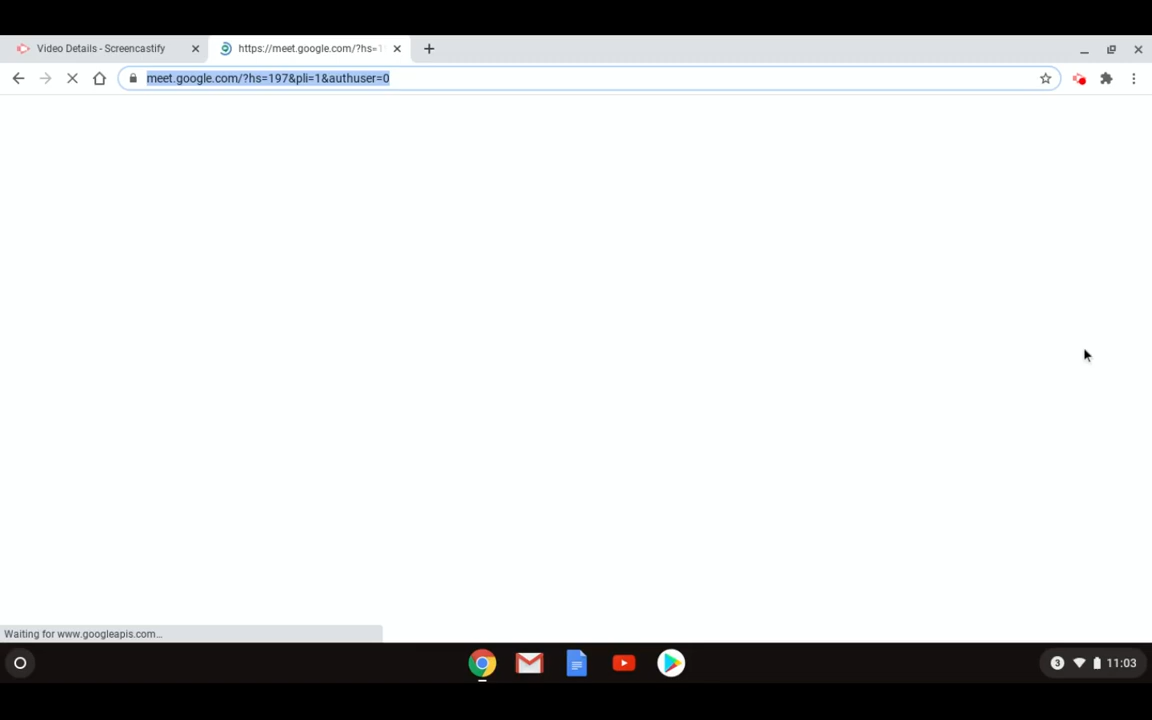 Video Details - Screencastify
https://meet.google.com/?hs=1
meet.google.com/?hs=197&pli=1&authuser=0
Waiting for www.googleapis.com...
3 11:03